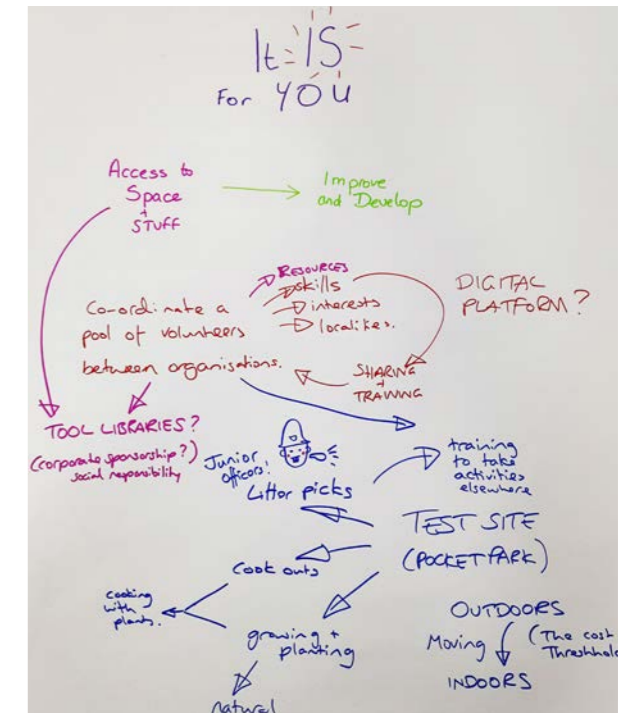 It IS
For YOU
Access to
Space
+
STUFF
Improve
and Develop
RESOURCES
skills
interests
localities.
Co-ordinate a
pool of volunteers
between organisations.
DIGITAL
PLATFORM?
SHARING
+
TRAINING
TOOL LIBRARIES?
(corporate sponsorship?)
social responsibility
Junior
officers!
Litter picks
training
to take
activities
elsewhere
TEST SITE
(POCKET PARK)
Cook outs
cooking
with
plants.
growing +
planting
natural
OUTDOORS
Moving
(The cost
Threshhol
INDOORS